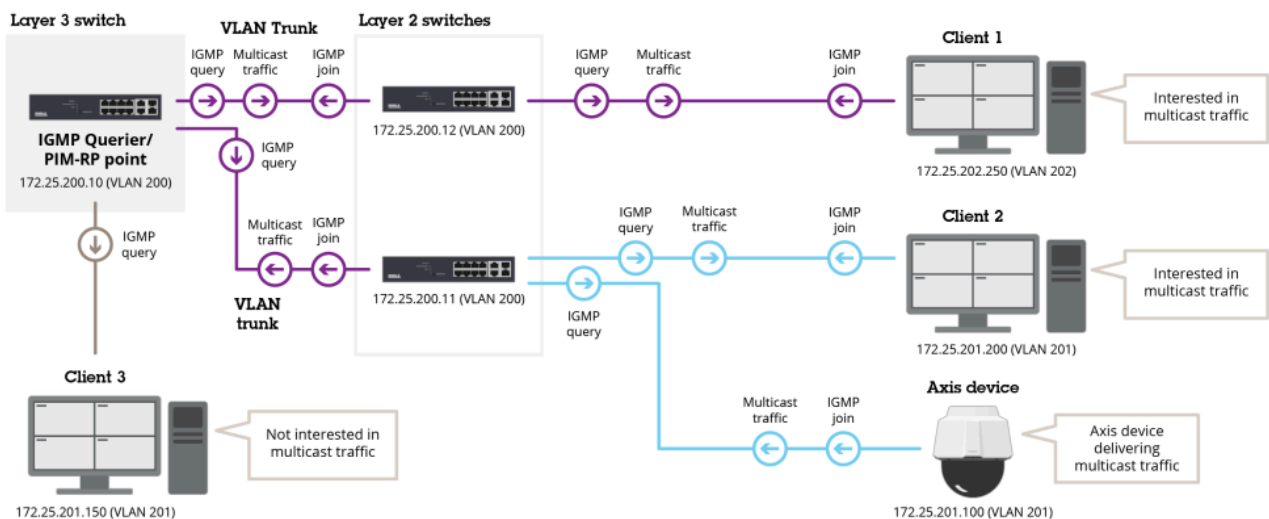 Layer 3 switch
VLAN Trunk
Layer 2 switches
IGMP
query
Multicast
traffic
IGMP
join
IGMP
query
Multicast
traffic
IGMP
join
Client 1
Interested in
multicast traffic
172.25.200.12 (VLAN 200)
IGMP Querier/
PIM-RP point
172.25.200.10 (VLAN 200)
IGMP
query
172.25.202.250 (VLAN 202)
IGMP
query
Multicast
traffic
IGMP
join
VLAN
trunk
172.25.200.11 (VLAN 200)
IGMP
query
Multicast
traffic
IGMP
join
IGMP
query
Client 2
Interested in
multicast traffic
172.25.201.200 (VLAN 201)
Client 3
Not interested in
multicast traffic
172.25.201.150 (VLAN 201)
Multicast
traffic
IGMP
join
Axis device
Axis device
delivering
multicast traffic
172.25.201.100 (VLAN 201)